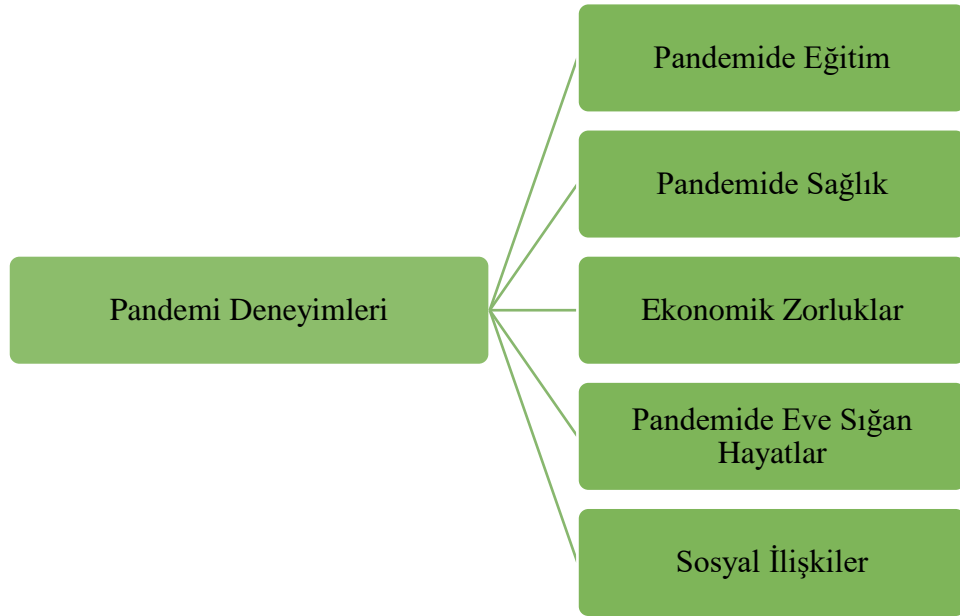 Pandemide Eğitim
Pandemide Sağlık
Pandemi Deneyimleri
Ekonomik Zorluklar
Pandemide Eve Sığan
Hayatlar
Sosyal İlişkiler